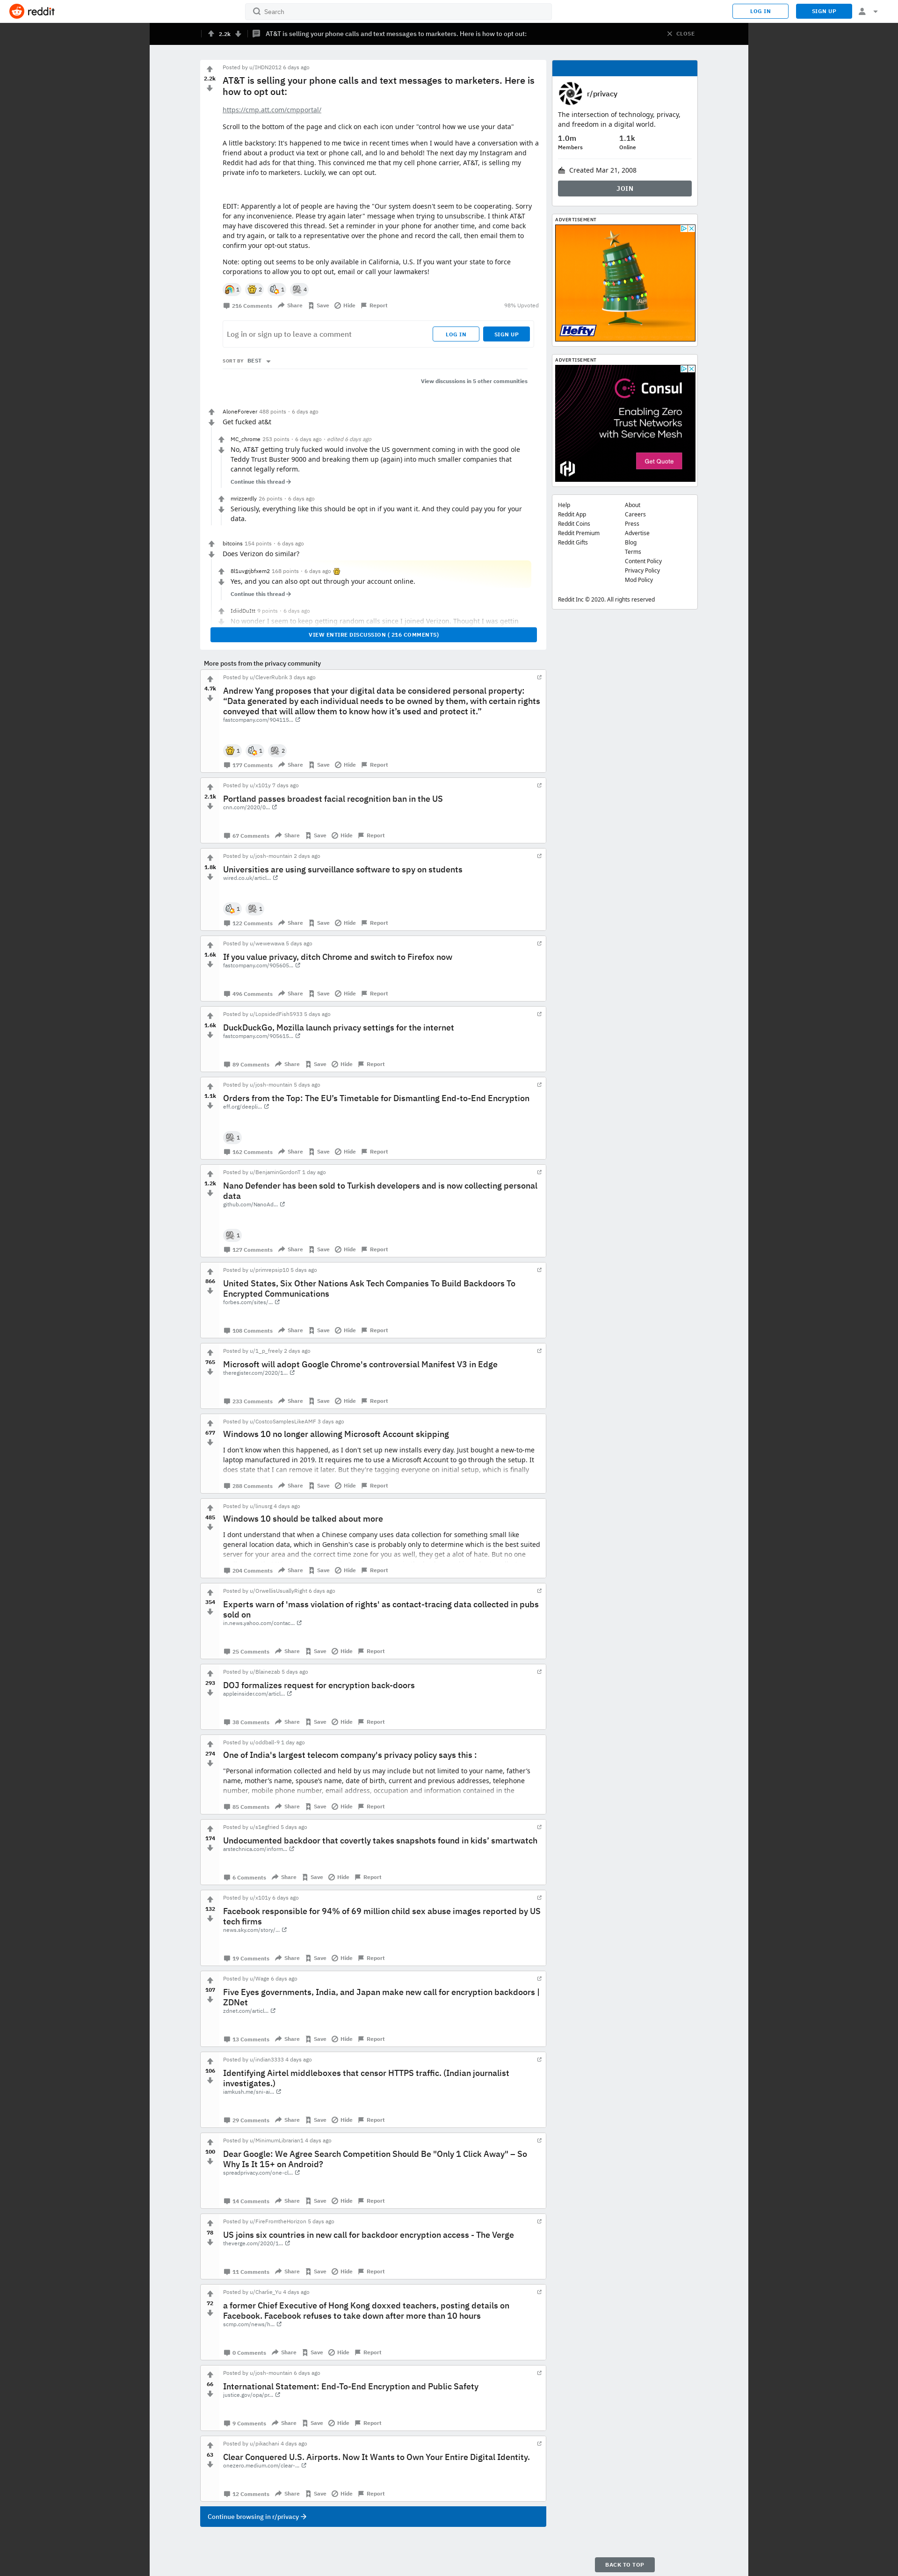 reddit
Search
LOG IN
SIGN UP
2.2k
AT&T is selling your phone calls and text messages to marketers. Here is how to opt out:
CLOSE
Posted by u/IHDN2012 6 days ago
2.2k
AT&T is selling your phone calls and text messages to marketers. Here is
how to opt out:
https://cmp.att.com/cmpportal/
Scroll to the bottom of the page and click on each icon under "control how we use your data"
A little backstory: It's happened to me twice in recent times when I would have a conversation with a
friend about a product via text or phone call, and lo and behold! The next day my Instagram and
Reddit had ads for that thing. This convinced me that my cell phone carrier, AT&T, is selling my
private info to marketers. Luckily, we can opt out.
EDIT: Apparently a lot of people are having the "Our system doesn't seem to be cooperating. Sorry
for any inconvenience. Please try again later" message when trying to unsubscribe. I think AT&T
may have discovered this thread. Set a reminder in your phone for another time, and come back
and try again, or talk to a representative over the phone and record the call, then email them to
confirm your opt-out status.
Note: opting out seems to be only available in California, U.S. If you want your state to force
corporations to allow you to opt out, email or call your lawmakers!
1 2 1 4
216 Comments Share Save Hide Report 98% Upvoted
Log in or sign up to leave a comment
LOG IN
SIGN UP
SORT BY BEST
View discussions in 5 other communities
AloneForever 488 points · 6 days ago
Get fucked at&t
MC_chrome 253 points · 6 days ago · edited 6 days ago
No, AT&T getting truly fucked would involve the US government coming in with the good ole
Teddy Trust Buster 9000 and breaking them up (again) into much smaller companies that
cannot legally reform.
Continue this thread
nvizzentlly 26 points · 6 days ago
Seriously, everything like this should be opt in if you want it. And they could pay you for your
data.
bitcoins 154 points · 6 days ago
Does Verizon do similar?
168 points · 6 days ago
Yes, and you can also opt out through your account online.
Continue this thread
IdidDuItt 9 points · 6 days ago
No wonder I seem to keep getting random calls since I joined Verizon. Thought I was gettin
VIEW ENTIRE DISCUSSION ( 216 COMMENTS)
More posts from the privacy community
Posted by u/CleverRubrik 3 days ago
4.7k
Andrew Yang proposes that your digital data be considered personal property:
“Data generated by each individual needs to be owned by them, with certain rights
conveyed that will allow them to know how it’s used and protect it.”
fastcompany.com/904115...
1 1 2
177 Comments Share Save Hide Report
Posted by u/x101y 7 days ago
2.1k
Portland passes broadest facial recognition ban in the US
cnn.com/2020/0...
67 Comments Share Save Hide Report
Posted by u/josh-mountain 2 days ago
1.8k
Universities are using surveillance software to spy on students
wired.co.uk/articl...
1 1
122 Comments Share Save Hide Report
Posted by u/wewewawa 5 days ago
1.6k
If you value privacy, ditch Chrome and switch to Firefox now
fastcompany.com/905605...
496 Comments Share Save Hide Report
Posted by u/LopsidedFish5933 5 days ago
1.6k
DuckDuckGo, Mozilla launch privacy settings for the internet
fastcompany.com/905615...
89 Comments Share Save Hide Report
Posted by u/josh-mountain 5 days ago
1.1k
Orders from the Top: The EU’s Timetable for Dismantling End-to-End Encryption
eff.org/deepli...
1
162 Comments Share Save Hide Report
Posted by u/BenjaminGordonT 1 day ago
1.2k
Nano Defender has been sold to Turkish developers and is now collecting personal
data
github.com/NanoAd...
1
127 Comments Share Save Hide Report
Posted by u/primrepsip10 5 days ago
866
United States, Six Other Nations Ask Tech Companies To Build Backdoors To
Encrypted Communications
forbes.com/sites/...
108 Comments Share Save Hide Report
Posted by u/1_p_freely 2 days ago
765
Microsoft will adopt Google Chrome's controversial Manifest V3 in Edge
theregister.com/2020/1...
233 Comments Share Save Hide Report
Posted by u/CostcoSamplesLikeAMF 3 days ago
677
Windows 10 no longer allowing Microsoft Account skipping
I don't know when this happened, as I don't set up new installs every day. Just bought a new-to-me
laptop manufactured in 2019. It requires me to use a Microsoft Account to go through the setup. It
does state that I can remove it later. But they're tagging everyone on initial setup, which is finally
288 Comments Share Save Hide Report
Posted by u/linusrg 4 days ago
485
Windows 10 should be talked about more
I dont understand that when a Chinese company uses data collection for something small like
general location data, which in Genshin's case is probably only to determine which is the best suited
server for your area and the correct time zone for you as well, they get a alot of hate. But no one
204 Comments Share Save Hide Report
Posted by u/OrwellisUsuallyRight 6 days ago
354
Experts warn of 'mass violation of rights' as contact-tracing data collected in pubs
sold on
in.news.yahoo.com/contac...
25 Comments Share Save Hide Report
Posted by u/Blainezab 5 days ago
293
DOJ formalizes request for encryption back-doors
appleinsider.com/articl...
38 Comments Share Save Hide Report
Posted by u/oddball-9 1 day ago
274
One of India's largest telecom company's privacy policy says this :
"Personal information collected and held by us may include but not limited to your name, father’s
name, mother’s name, spouse’s name, date of birth, current and previous addresses, telephone
number, mobile phone number, email address, occupation and information contained in the
85 Comments Share Save Hide Report
Posted by u/s1egfried 5 days ago
174
Undocumented backdoor that covertly takes snapshots found in kids’ smartwatch
arstechnica.com/inform...
6 Comments Share Save Hide Report
Posted by u/x101y 6 days ago
132
Facebook responsible for 94% of 69 million child sex abuse images reported by US
tech firms
news.sky.com/story/...
19 Comments Share Save Hide Report
Posted by u/Wage 6 days ago
107
Five Eyes governments, India, and Japan make new call for encryption backdoors |
ZDNet
zdnet.com/articl...
13 Comments Share Save Hide Report
Posted by u/indian3333 4 days ago
106
Identifying Airtel middleboxes that censor HTTPS traffic. (Indian journalist
investigates.)
iamkush.me/sni-ai...
29 Comments Share Save Hide Report
Posted by u/MinimumLibrarian1 4 days ago
100
Dear Google: We Agree Search Competition Should Be "Only 1 Click Away" – So
Why Is It 15+ on Android?
spreadprivacy.com/one-cl...
14 Comments Share Save Hide Report
Posted by u/FireFromtheHorizon 5 days ago
78
US joins six countries in new call for backdoor encryption access - The Verge
theverge.com/2020/1...
11 Comments Share Save Hide Report
Posted by u/Charlie_Yu 4 days ago
72
a former Chief Executive of Hong Kong doxxed teachers, posting details on
Facebook. Facebook refuses to take down after more than 10 hours
scmp.com/news/h...
0 Comments Share Save Hide Report
Posted by u/josh-mountain 6 days ago
66
International Statement: End-To-End Encryption and Public Safety
justice.gov/opa/pr...
9 Comments Share Save Hide Report
Posted by u/pikachani 4 days ago
63
Clear Conquered U.S. Airports. Now It Wants to Own Your Entire Digital Identity.
onezero.medium.com/clear-...
12 Comments Share Save Hide Report
Continue browsing in r/privacy
r/privacy
The intersection of technology, privacy,
and freedom in a digital world.
1.0m 1.1k
Members Online
Created Mar 21, 2008
JOIN
ADVERTISEMENT
Hefty
ADVERTISEMENT
Consul
Enabling Zero
Trust Networks
with Service Mesh
Get Quote
Help About
Reddit App Careers
Reddit Coins Press
Reddit Premium Advertise
Reddit Gifts Blog
Terms
Content Policy
Privacy Policy
Mod Policy
Reddit Inc © 2020. All rights reserved
BACK TO TOP